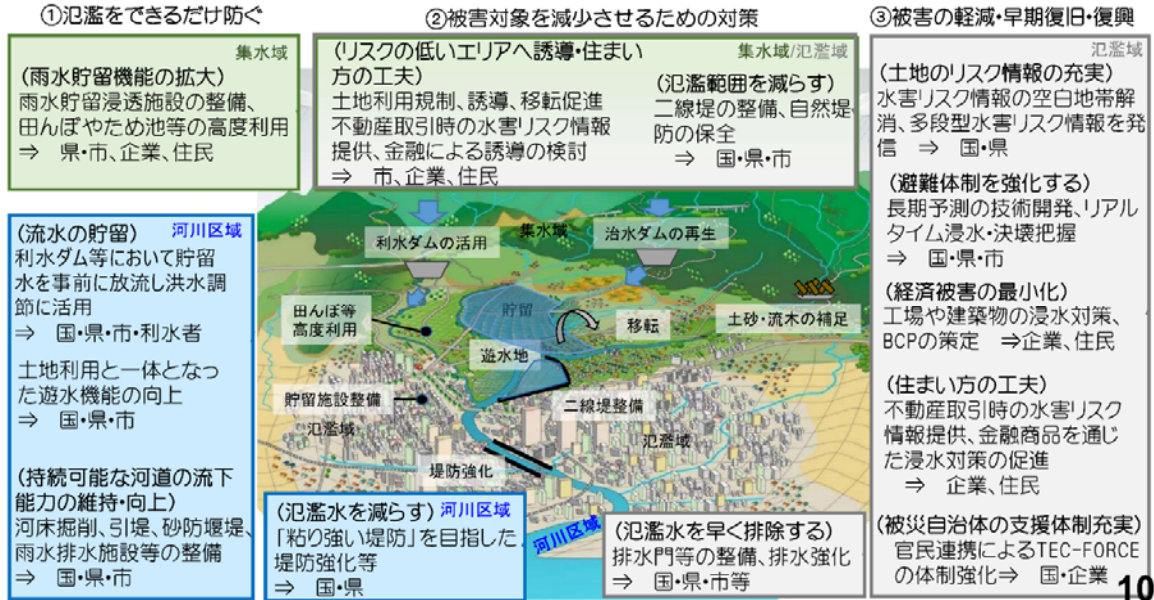 ①氾濫をできるだけ防ぐ
集水域
(雨水貯留機能の拡大)
雨水貯留浸透施設の整備、
田んぼやため池等の高度利用
⇒ 県・市、企業、住民
河川区域
(流水の貯留)
利水ダム等において貯留
水を事前に放流し洪水調
節に活用
⇒ 国・県・市・利水者
土地利用と一体となっ
た遊水機能の向上
⇒ 国・県・市
(持続可能な河道の流下
能力の維持・向上)
河床掘削、引堤、砂防堰堤、
雨水排水施設等の整備
⇒ 国・県・市
(氾濫水を減らす) 河川区域
「粘り強い堤防」を目指した
堤防強化等
⇒ 国・県
②被害対象を減少させるための対策
(リスクの低いエリアへ誘導・住まい
方の工夫)
土地利用規制、誘導、移転促進
不動産取引時の水害リスク情報
提供、金融による誘導の検討
⇒ 市、企業、住民
集水域/氾濫域
(氾濫範囲を減らす)
二線堤の整備、自然堤
防の保全
⇒ 国・県・市
利水ダムの活用
集水域
治水ダムの再生
田んぼ等
高度利用
貯留
移転
土砂・流木の補足
遊水地
貯留施設整備
二線堤整備
氾濫域
氾濫域
堤防強化
河川区域
(氾濫水を早く排除する)
排水門等の整備、排水強化
⇒ 国・県・市等
③被害の軽減・早期復旧・復興
氾濫域
(土地のリスク情報の充実)
水害リスク情報の空白地帯解
消、多段型水害リスク情報を発
信 ⇒ 国・県
(避難体制を強化する)
長期予測の技術開発、リアル
タイム浸水・決壊把握
⇒ 国・県・市
(経済被害の最小化)
工場や建築物の浸水対策、
BCPの策定 ⇒企業、住民
(住まい方の工夫)
不動産取引時の水害リスク
情報提供、金融商品を通じ
た浸水対策の促進
⇒ 企業、住民
(被災自治体の支援体制充実)
官民連携によるTEC-FORCE
の体制強化⇒ 国・企業
10